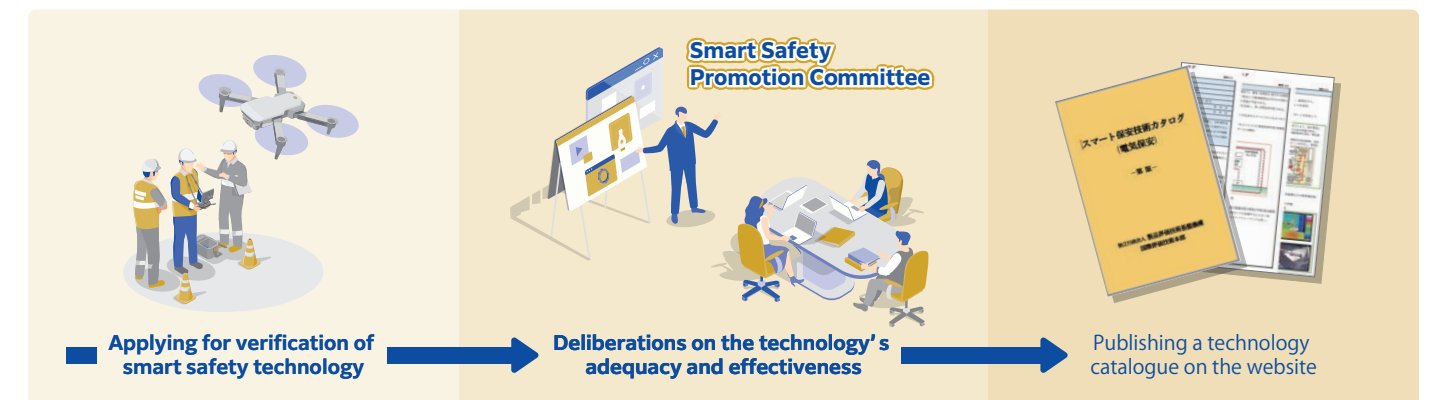 Smart Safety
Promotion Committee
スマート保安技術カタログ
(電気保安)
Applying for verification of
smart safety technology
Deliberations on the technology's
adequacy and effectiveness
Publishing a technology
catalogue on the website